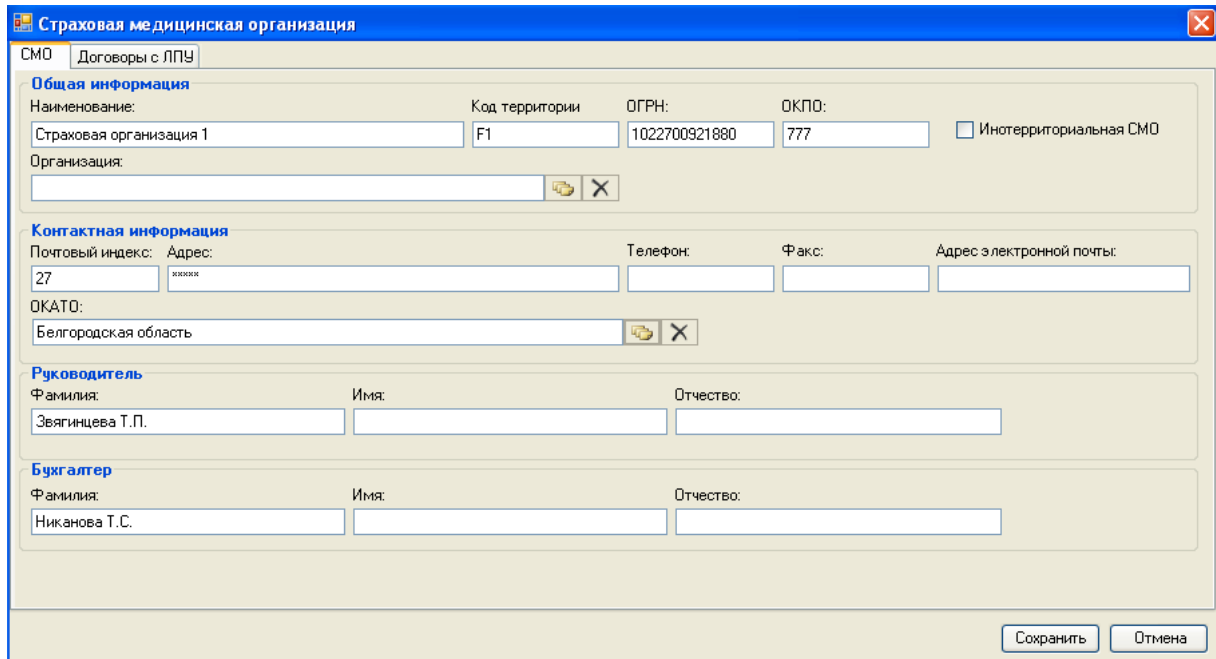 Страховая медицинская организация
СМО Договоры с ЛПУ
Общая информация
Наименование: Код территории ОГРН: ОКПО:
Страховая организация 1 F1 1022700921880 777 Инотерриториальная СМО
Организация:
Контактная информация
Почтовый индекс: Адрес: Телефон: Факс: Адрес электронной почты:
27 *****
ОКАТО:
Белгородская область
Руководитель
Фамилия: Имя: Отчество:
Звягинцева Т.П.
Бухгалтер
Фамилия: Имя: Отчество:
Никанова Т.С.
Сохранить Отмена